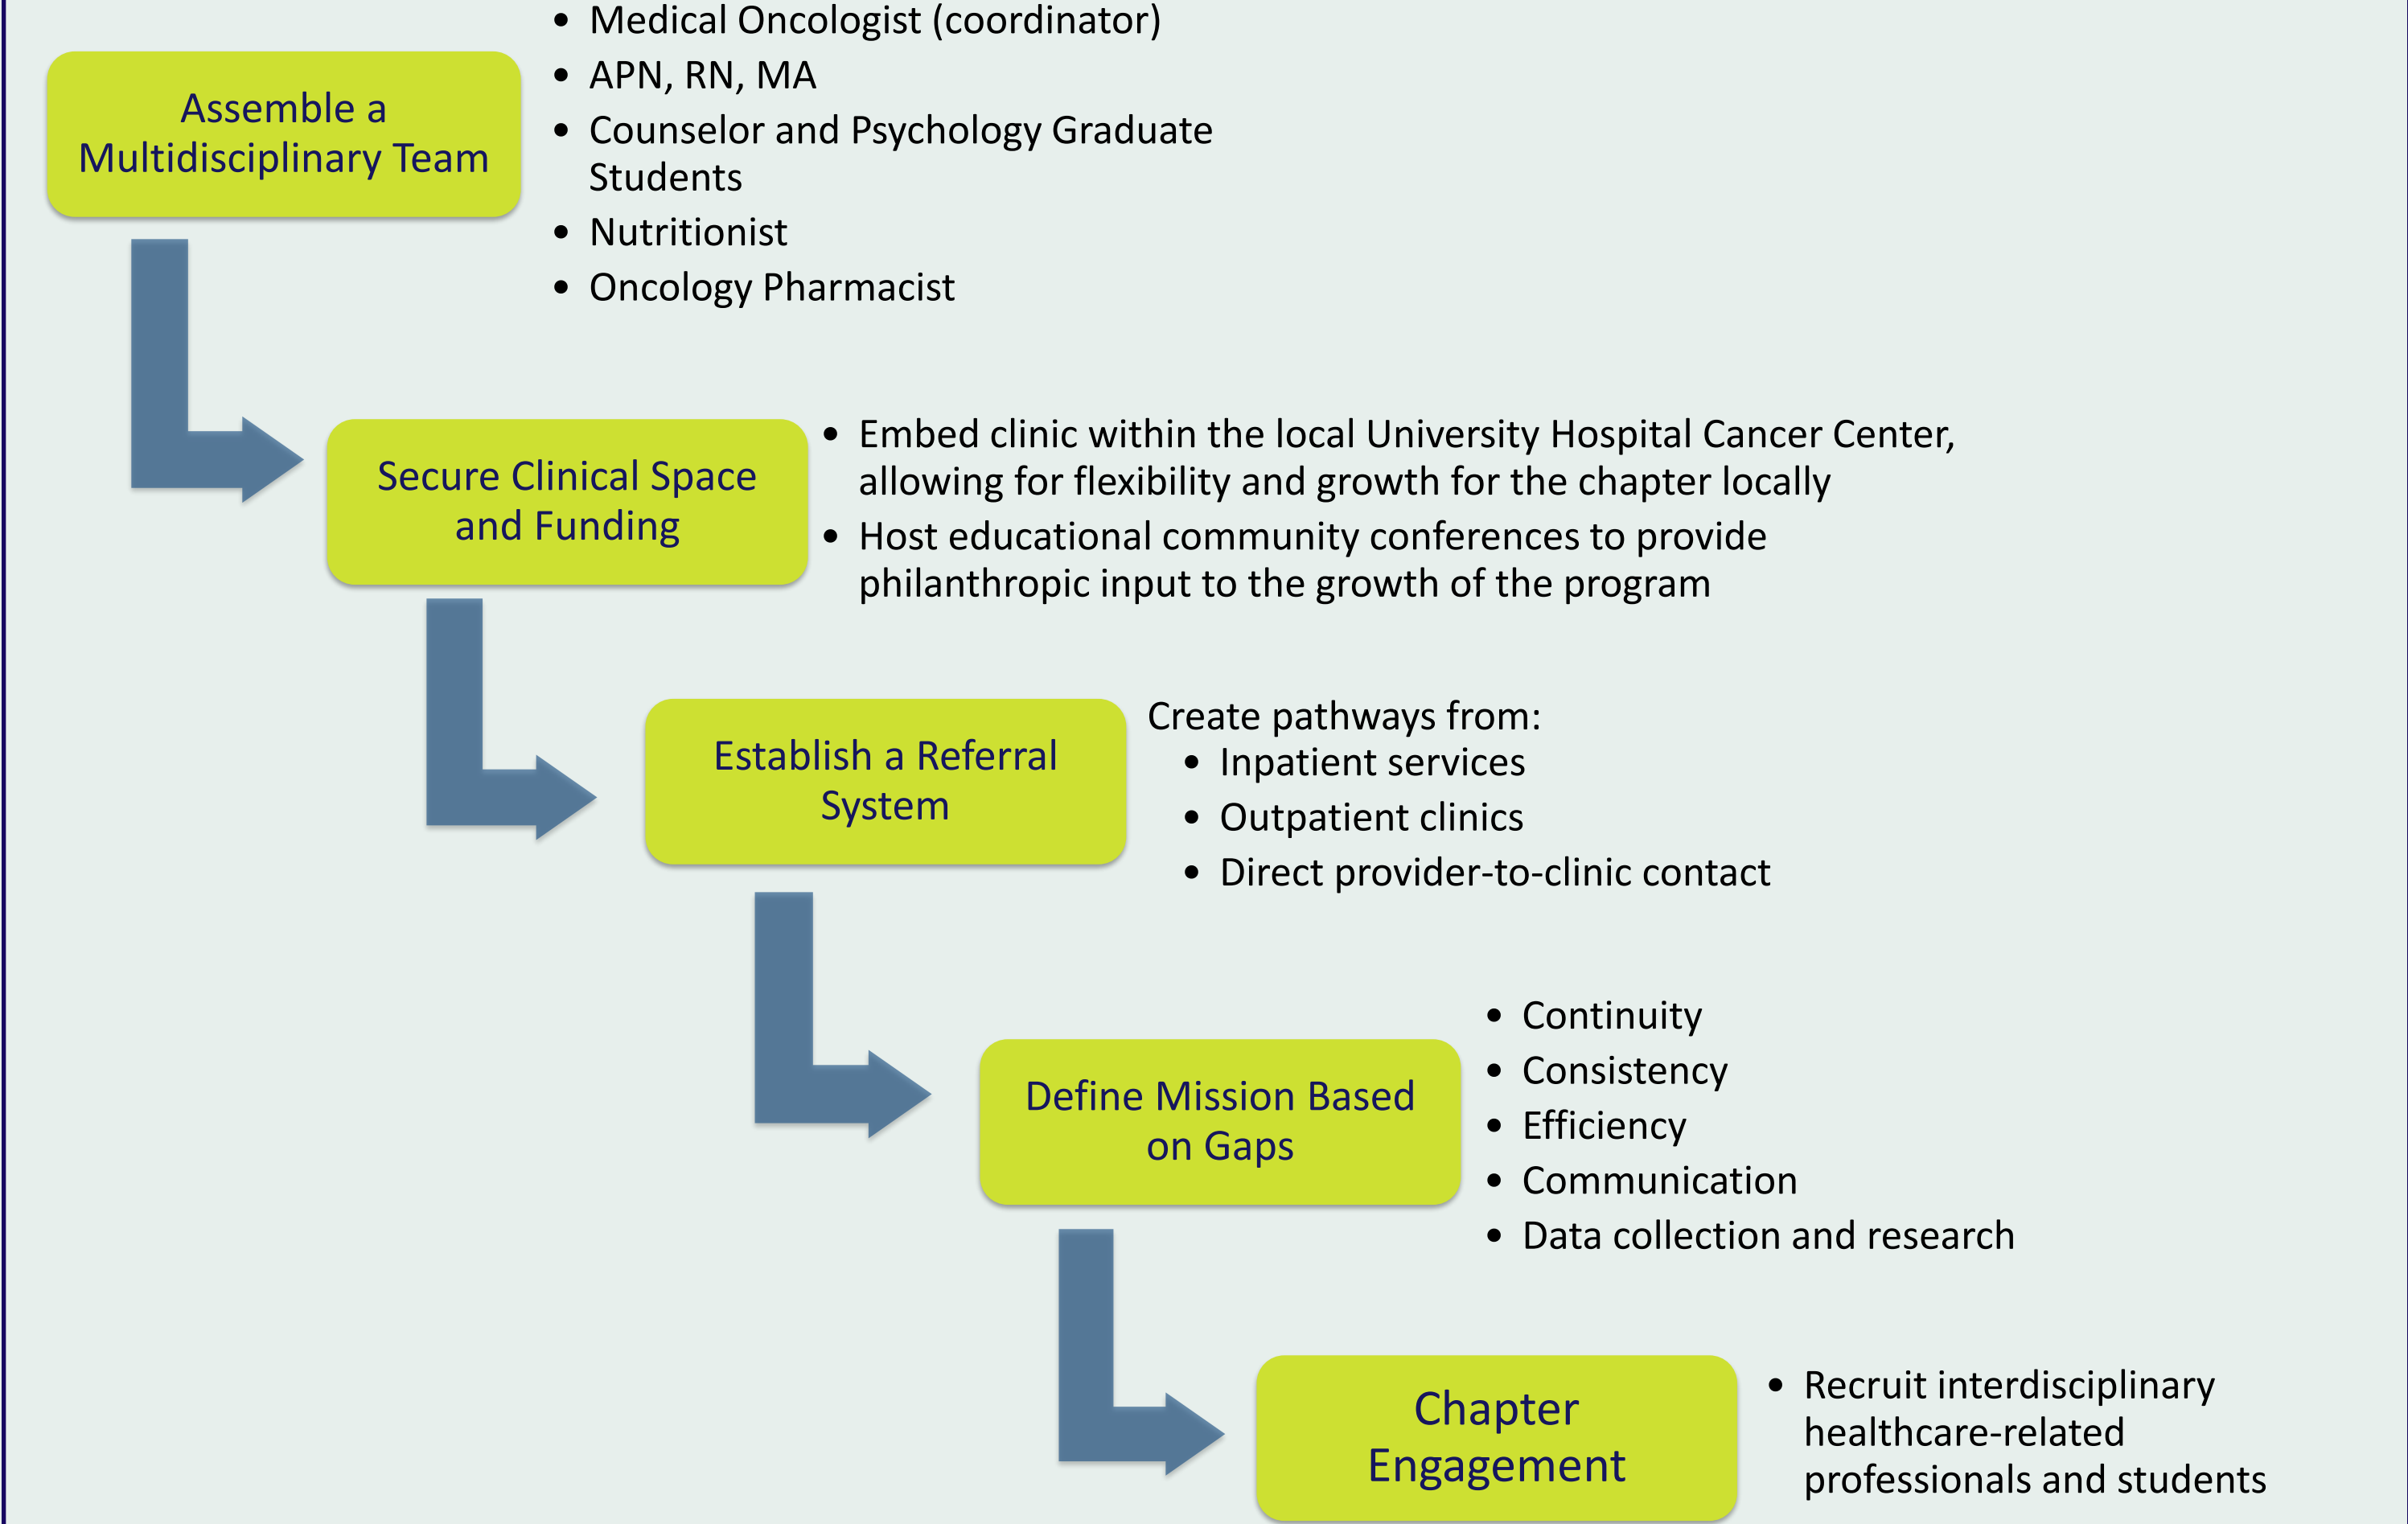 Assemble a
Multidisciplinary Team
• Medical Oncologist (coordinator)
• APN, RN, MA
• Counselor and Psychology Graduate
Students
• Nutritionist
• Oncology Pharmacist
Secure Clinical Space
and Funding
• Embed clinic within the local University Hospital Cancer Center,
allowing for flexibility and growth for the chapter locally
• Host educational community conferences to provide
philanthropic input to the growth of the program
Establish a Referral
System
Create pathways from:
• Inpatient services
• Outpatient clinics
• Direct provider-to-clinic contact
Define Mission Based
on Gaps
• Continuity
• Consistency
• Efficiency
• Communication
• Data collection and research
Chapter
Engagement
• Recruit interdisciplinary
healthcare-related
professionals and students